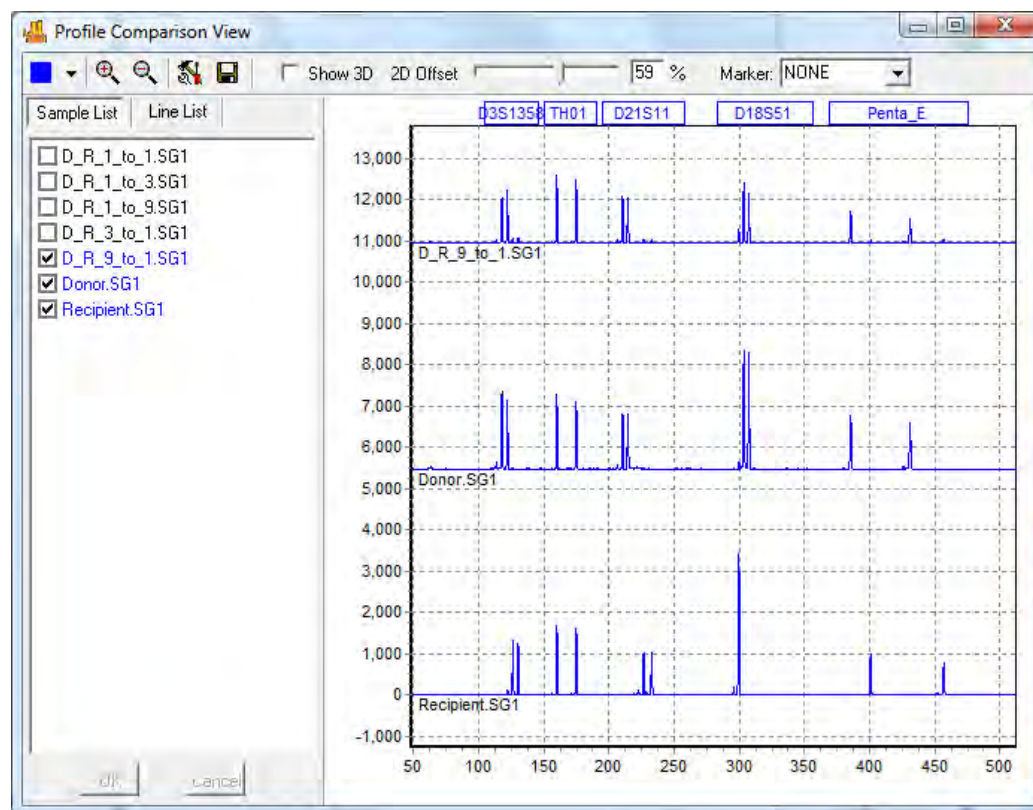 Profile Comparison View
Show 3D 2D Offset 59 % Marker: NONE
Sample List Line List
D_R_1_to_1.SG1
D_R_1_to_3.SG1
D_R_1_to_9.SG1
D_R_3_to_1.SG1
D_R_9_to_1.SG1
Donor.SG1
Recipient.SG1
OK Cancel
D3S1358 TH01 D21S11 D18S51 Penta_E
13,000
12,000
11,000
D_R_9_to_1.SG1
10,000
9,000
8,000
7,000
6,000
Donor.SG1
5,000
4,000
3,000
2,000
1,000
0
Recipient.SG1
-1,000
50 100 150 200 250 300 350 400 450 500